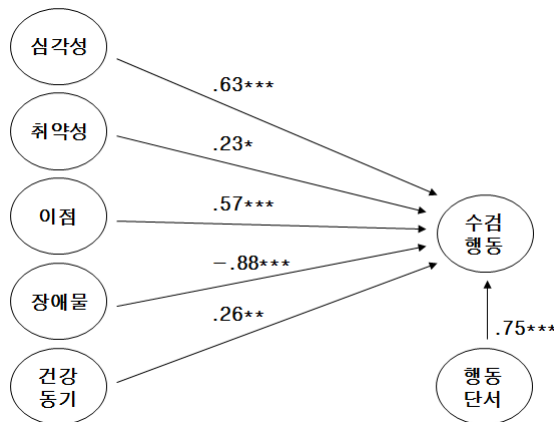 심각성
.63***
취약성
.23*
이점
.57***
수검
행동
장애물
-.88***
.26**
건강
동기
.75***
행동
단서